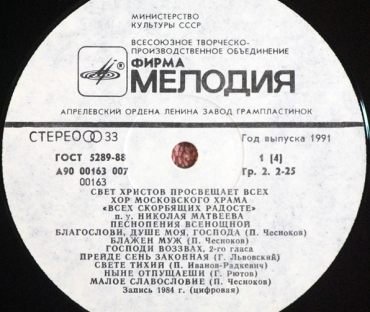 МИНИСТЕРСТВО
КУЛЬТУРЫ СССР
ВСЕСОЮЗНОЕ ТВОРЧЕСКО-
ПРОИЗВОДСТВЕННОЕ ОБЪЕДИНЕНИЕ
ФИРМА
МЕЛОДИЯ
АПРЕЛЕВСКИЙ ОРДЕНА ЛЕНИНА ЗАВОД ГРАМПЛАСТИНОК
СТЕРЕО 33
Год выпуска 1991
ГОСТ 5289-88
1 [4]
А90 00163 007
Гр. 2. 2-25
00163
СВЕТ ХРИСТОВ ПРОСВЕЩАЕТ ВСЕХ
ХОР МОСКОВСКОГО ХРАМА
«ВСЕХ СКОРБЯЩИХ РАДОСТЕ»
п. у. НИКОЛАЯ МАТВЕЕВА
ПЕСНОПЕНИЯ ВСЕНОЩНОЙ
БЛАГОСЛОВИ, ДУШЕ МОЯ, ГОСПОДА (П. Чесноков)
БЛАЖЕН МУЖ (П. Чесноков)
ГОСПОДИ ВОЗЗВАХ, 2-го гласа
ПРЕЙДЕ СЕНЬ ЗАКОННАЯ (Г. Львовский)
СВЕТЕ ТИХИЙ (П. Иванов-Радкевич)
НЫНЕ ОТПУЩАЕШИ (Г. Рютов)
МАЛОЕ СЛАВОСЛОВИЕ (П. Чесноков)
Запись 1984 г. (цифровая)